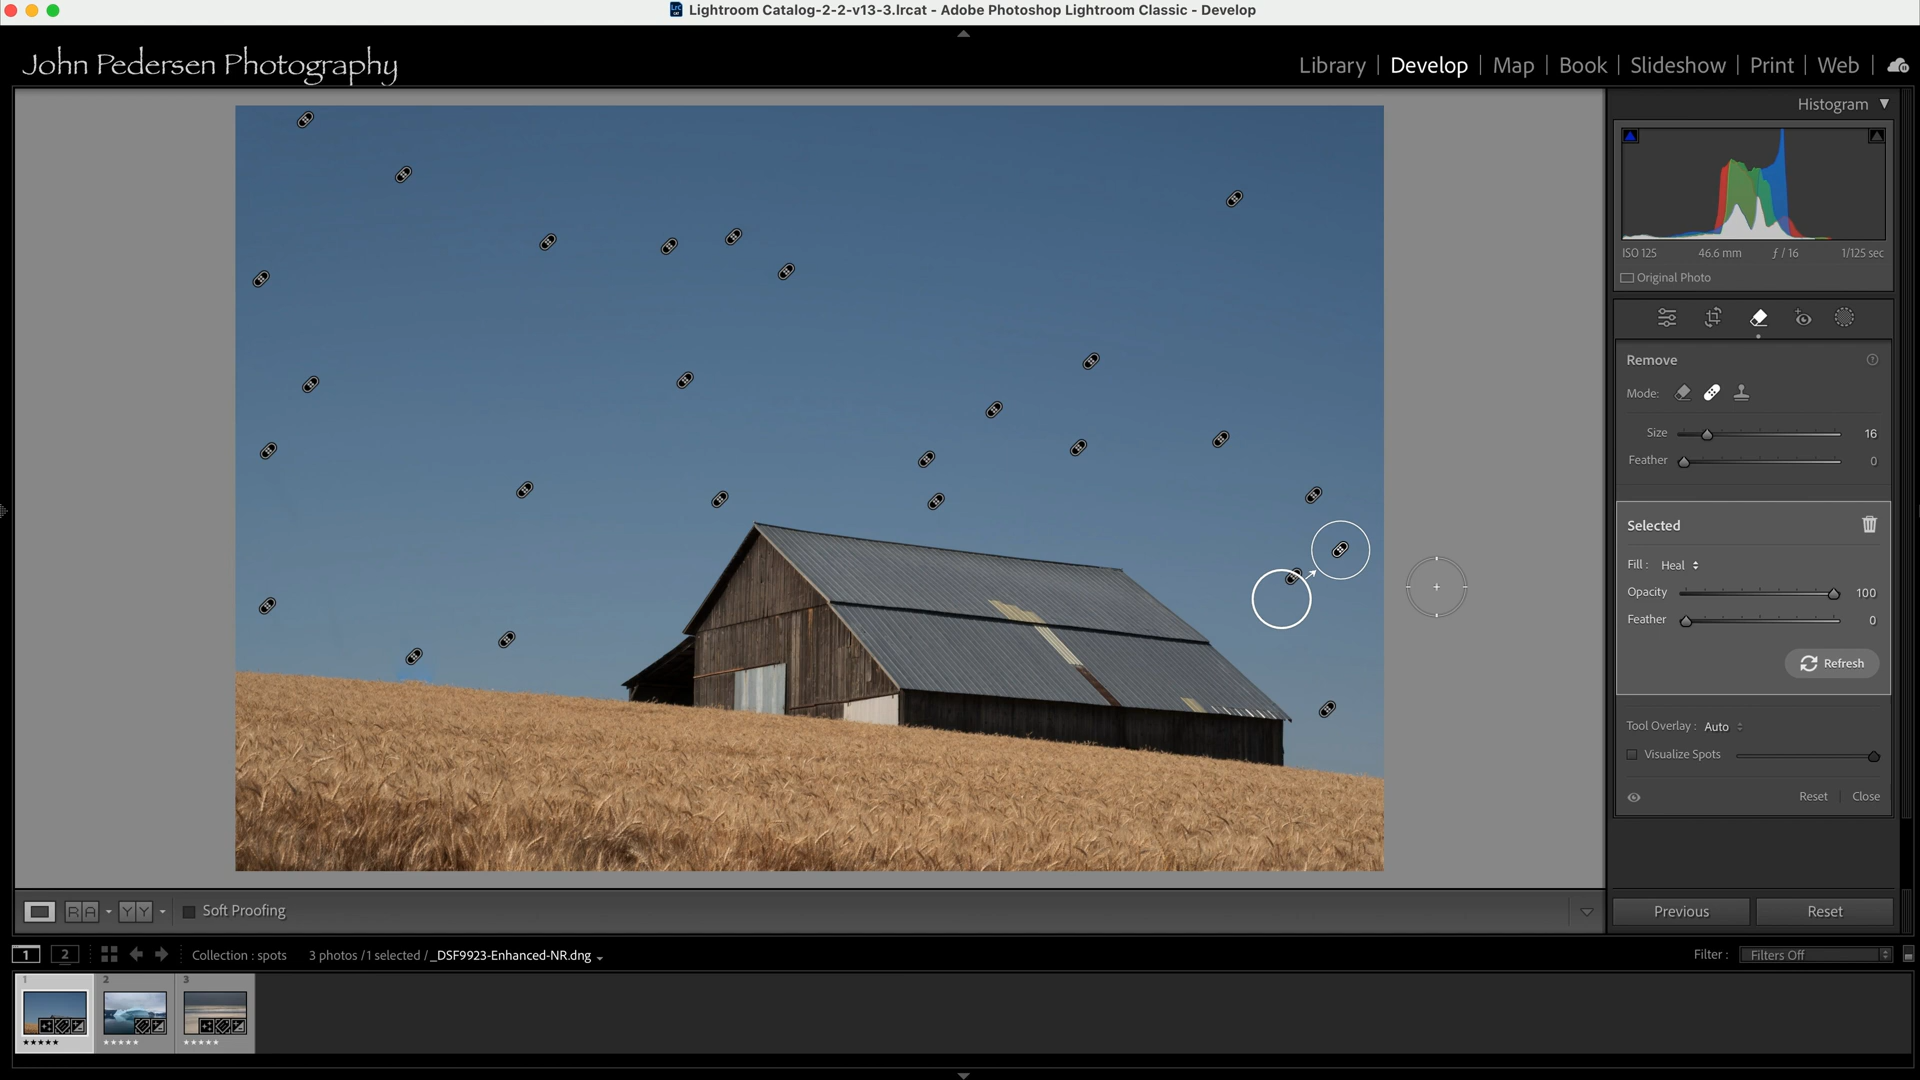 Lightroom Catalog-2-2-v13-3.lrcat - Adobe Photoshop Lightroom Classic - Develop
John Pedersen Photography
Library | Develop | Map | Book | Slideshow | Print | Web
Histogram
ISO 125 46.6 mm ƒ / 16 1/125 sec
Original Photo
Remove
Mode:
Size 16
Feather 0
Selected
Fill : Heal
Opacity 100
Feather 0
Refresh
Tool Overlay : Auto
Visualize Spots
Reset | Close
R A Y Y Soft Proofing
Previous Reset
1 2 Collection : spots 3 photos / 1 selected / _DSF9923-Enhanced-NR.dng
Filter : Filters Off
1 2 3